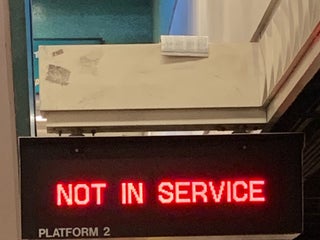 NOT IN SERVICE
PLATFORM 2